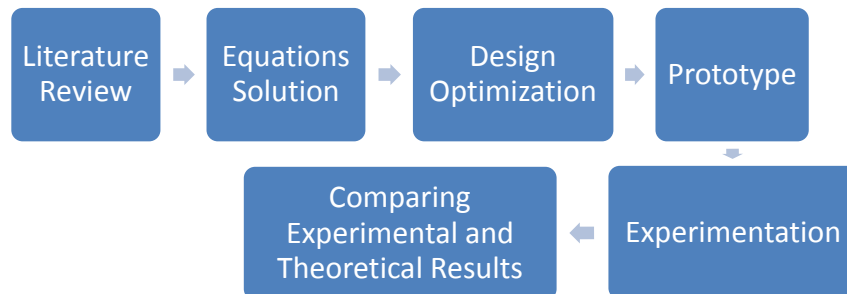 Literature
Review
Equations
Solution
Design
Optimization
Prototype
Experimentation
Comparing
Experimental and
Theoretical Results